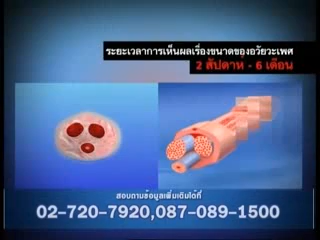 ระยะเวลาการเห็นผลเรื่องขนาดของอวัยวะเพศ
2 สัปดาห์ - 6 เดือน
สอบถามข้อมูลเพิ่มเติมได้ที่
02-720-7920,087-089-1500